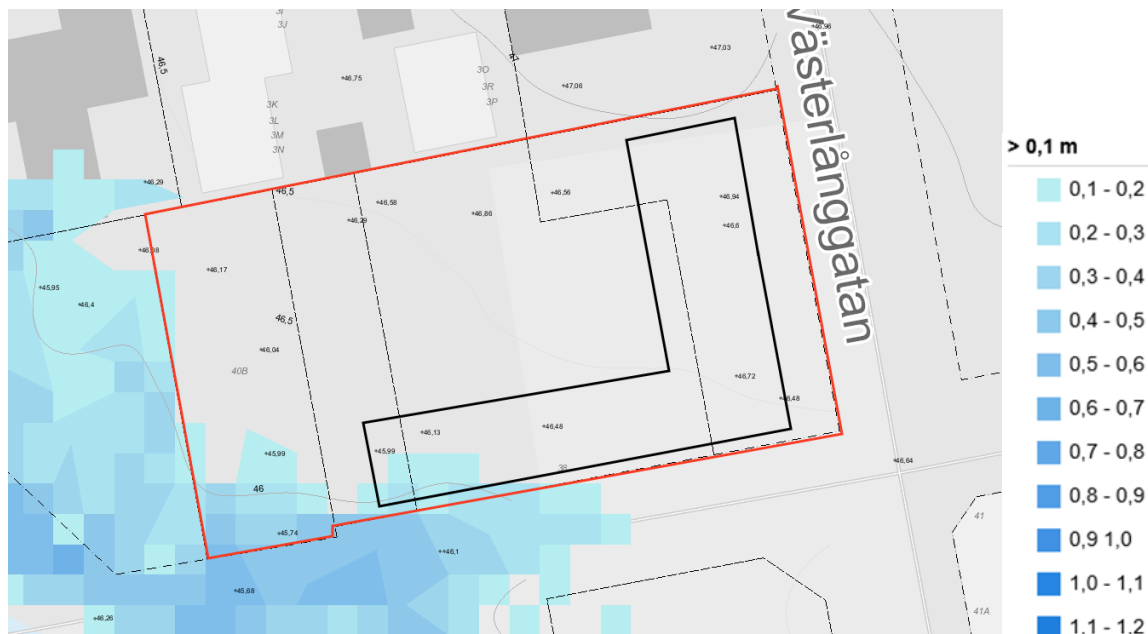 3J
46,5
47
+46,96
+47,03
Västerlånggatan
+46,75
3O
3R
3P
+47,06
3K
3L
3M
3N
> 0,1 m
+46,29
46,5
+46,58
+46,56
+46,94
0,1 - 0,2
+46,29
+46,86
+46,6
0,2 - 0,3
+46,17
0,3 - 0,4
+45,95
+46,4
0,4 - 0,5
46,5
+46,04
0,5 - 0,6
40B
+46,72
+46,48
0,6 - 0,7
+46,13
+46,48
+45,99
+45,99
0,7 - 0,8
38
+46,64
46
0,8 - 0,9
+45,74
41
0,9 1,0
++46,1
+45,68
1,0 - 1,1
+46,26
41A
1,1 - 1,2